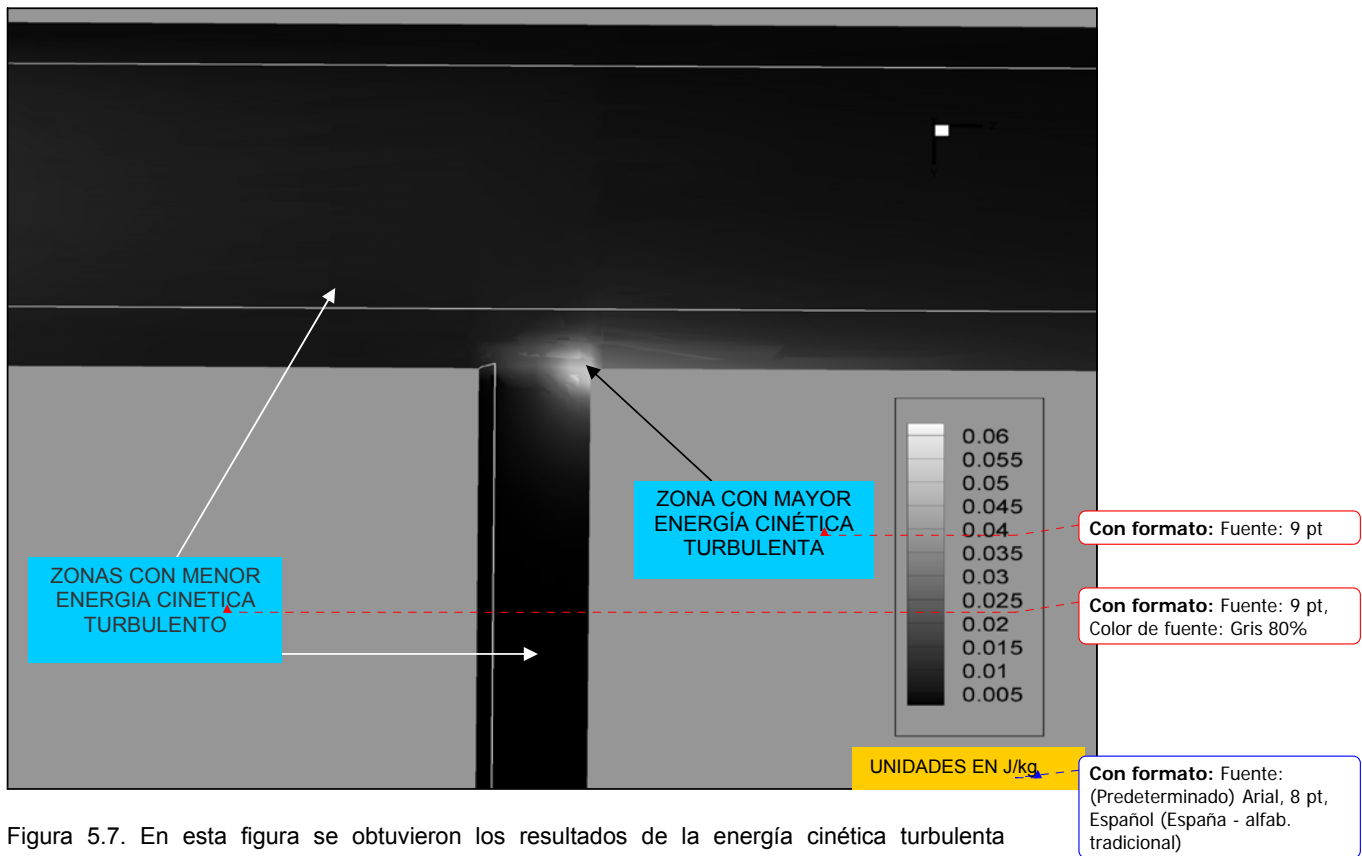 ZONA CON MAYOR
ENERGÍA CINÉTICA
TURBULENTA
ZONAS CON MENOR
ENERGIA CINETICA
TURBULENTO
0.06
0.055
0.05
0.045
0.04
0.035
0.03
0.025
0.02
0.015
0.01
0.005
UNIDADES EN J/kg
Con formato: Fuente: 9 pt
Con formato: Fuente: 9 pt,
Color de fuente: Gris 80%
Con formato: Fuente:
(Predeterminado) Arial, 8 pt,
Español (España - alfab.
tradicional)
Figura 5.7. En esta figura se obtuvieron los resultados de la energía cinética turbulenta